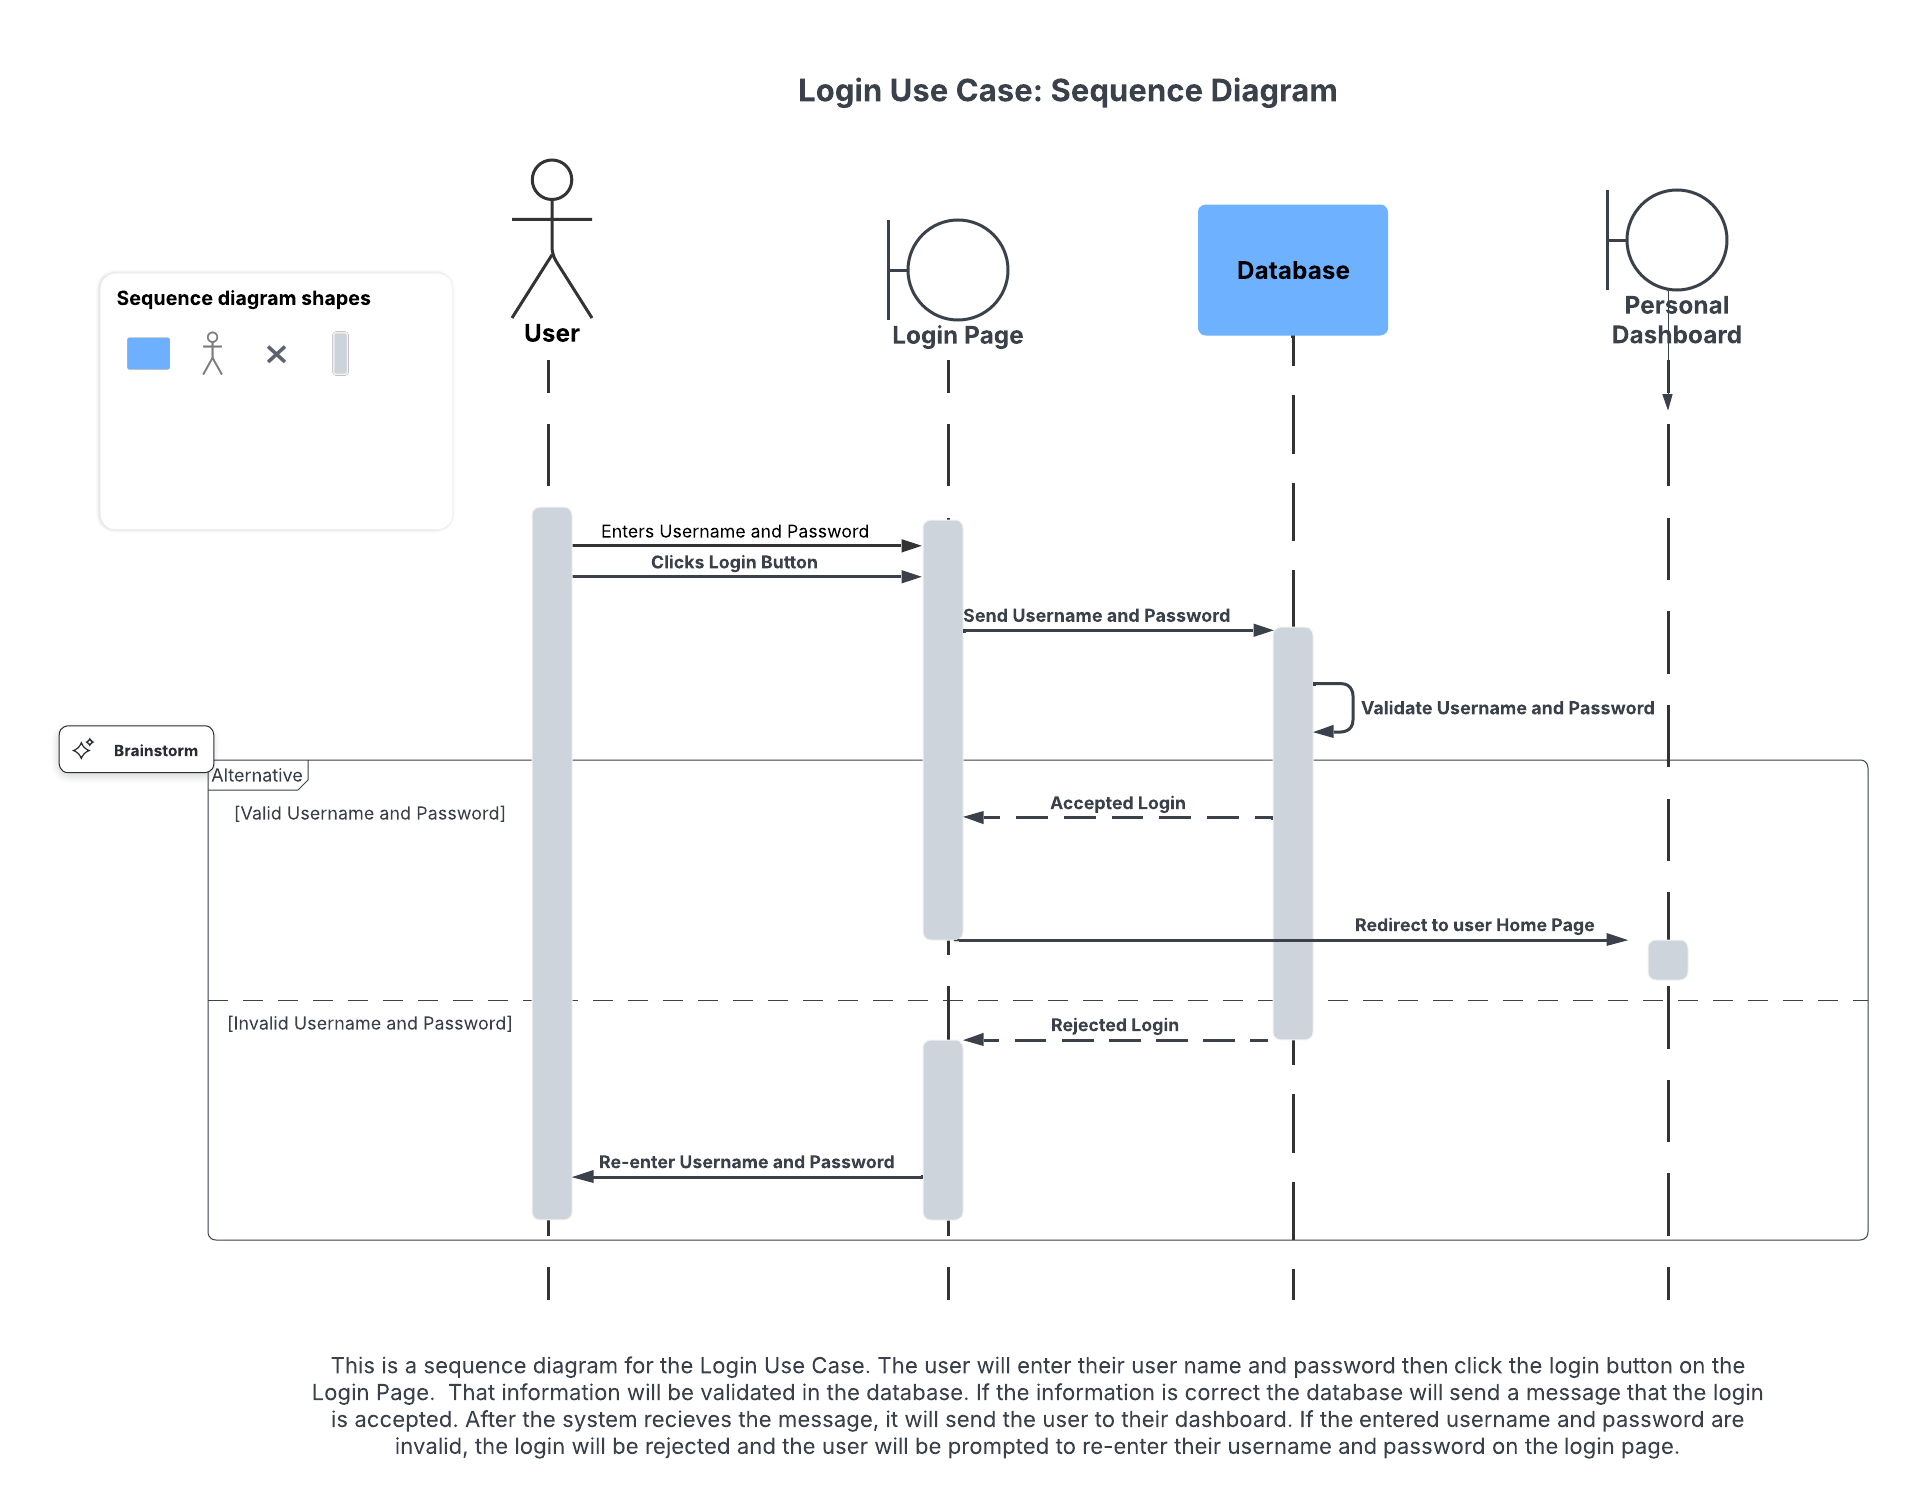 Login Use Case: Sequence Diagram
User
Login Page
Database
Personal
Dashboard
Sequence diagram shapes
Enters Username and Password
Clicks Login Button
Send Username and Password
Validate Username and Password
Brainstorm
Alternative
[Valid Username and Password]
Accepted Login
Redirect to user Home Page
[Invalid Username and Password]
Rejected Login
Re-enter Username and Password
This is a sequence diagram for the Login Use Case. The user will enter their user name and password then click the login button on the
Login Page.  That information will be validated in the database. If the information is correct the database will send a message that the login
is accepted. After the system recieves the message, it will send the user to their dashboard. If the entered username and password are
invalid, the login will be rejected and the user will be prompted to re-enter their username and password on the login page.